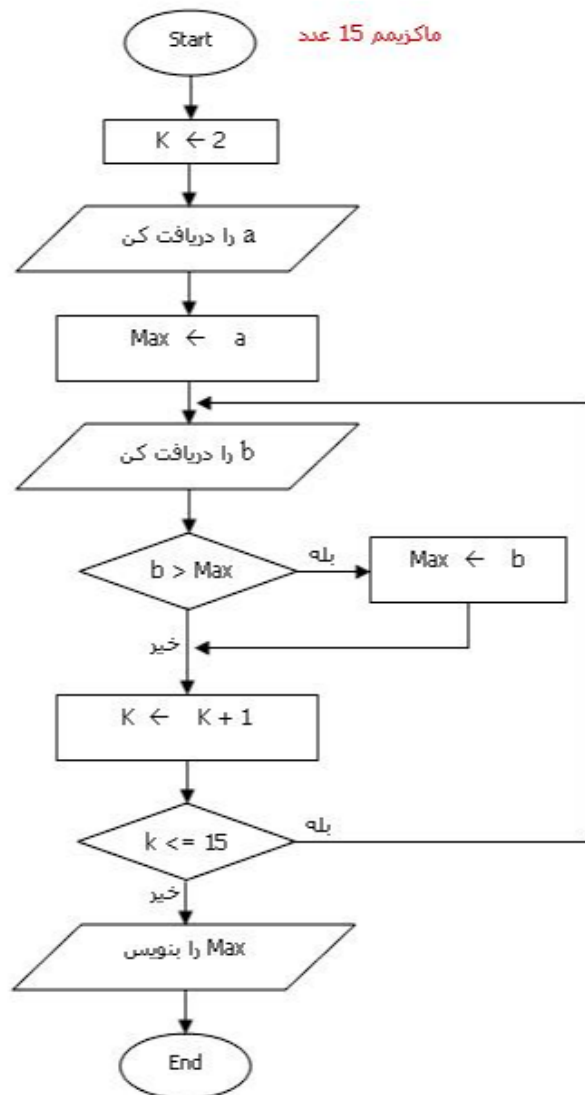 Start
ماکزیمم 15 عدد
K ← 2
a را دریافت کن
Max ← a
b را دریافت کن
b > Max
بله
Max ← b
خیر
K ← K + 1
k <= 15
بله
خیر
Max را بنویس
End